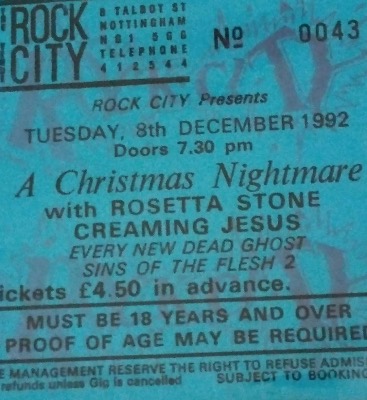 THE ROCK CITY
8 TALBOT ST
NOTTINGHAM
NG1 5GG
TELEPHONE
412544
No 0043
ROCK CITY Presents
TUESDAY, 8th DECEMBER 1992
Doors 7.30 pm
A Christmas Nightmare
with ROSETTA STONE
CREAMING JESUS
EVERY NEW DEAD GHOST
SINS OF THE FLESH 2
ickets £4.50 in advance.
MUST BE 18 YEARS AND OVER
PROOF OF AGE MAY BE REQUIRED
E MANAGEMENT RESERVE THE RIGHT TO REFUSE ADMIS
refunds unless Gig is cancelled SUBJECT TO BOOKING